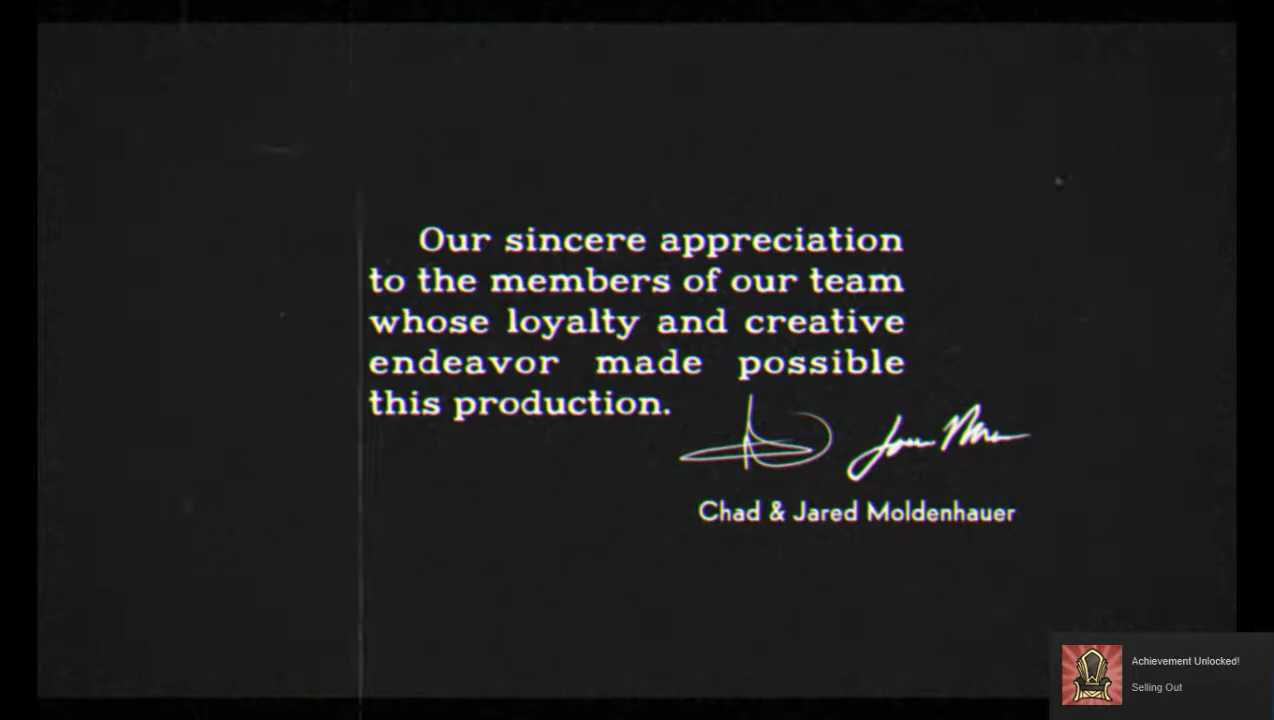 Our sincere appreciation
to the members of our team
whose loyalty and creative
endeavor made possible
this production.
Chad & Jared Moldenhauer
Achievement Unlocked!
Selling Out